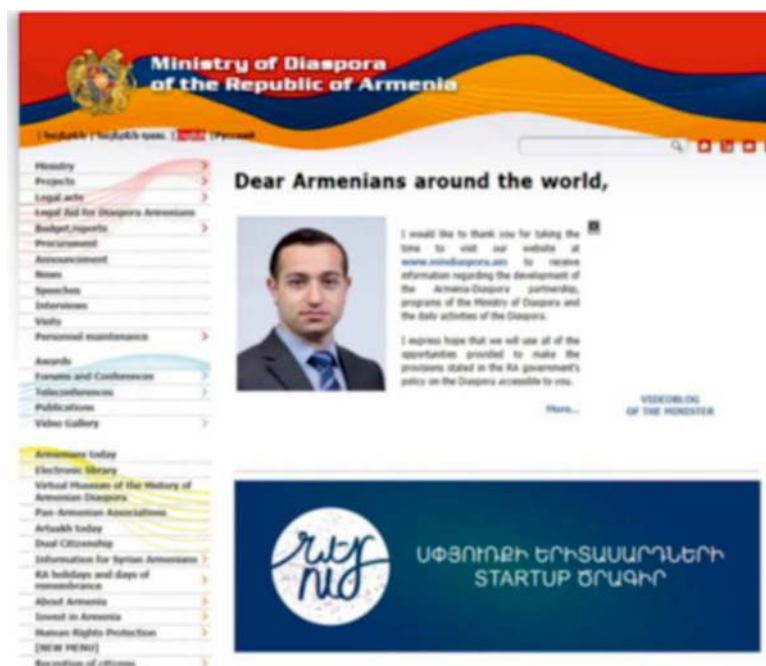 Ministry of Diaspora
of the Republic of Armenia
English | Русский
Ministry
Projects
Legal acts
Legal Aid for Diaspora Armenians
Budget,reports
Procurement
Announcement
News
Speeches
Interviews
Visits
Personnel maintenance
Awards
Forums and Conferences
Teleconferences
Publications
Video Gallery
Armenians today
Electronic library
Virtual Museum of the History of
Armenian Diaspora
Pan-Armenian Associations
Artsakh today
Dual Citizenship
Information for Syrian Armenians
RA holidays and days of
remembrance
About Armenia
Invest in Armenia
Human Rights Protection
[NEW MENU]
Reception of citizens
Dear Armenians around the world,
I would like to thank you for taking the
time to visit our website at
www.mindiaspora.am to receive
information regarding the development of
the Armenia-Diaspora partnership,
programs of the Ministry of Diaspora and
the daily activities of the Diaspora.
I express hope that we will use all of the
opportunities provided to make the
provisions stated in the RA government's
policy on the Diaspora accessible to you.
More...
VIDEOBLOG
OF THE MINISTER
ՍՓՅՈՒՌՔԻ ԵՐԻՏԱՍԱՐԴՆԵՐԻ
STARTUP ԾՐԱԳԻՐ